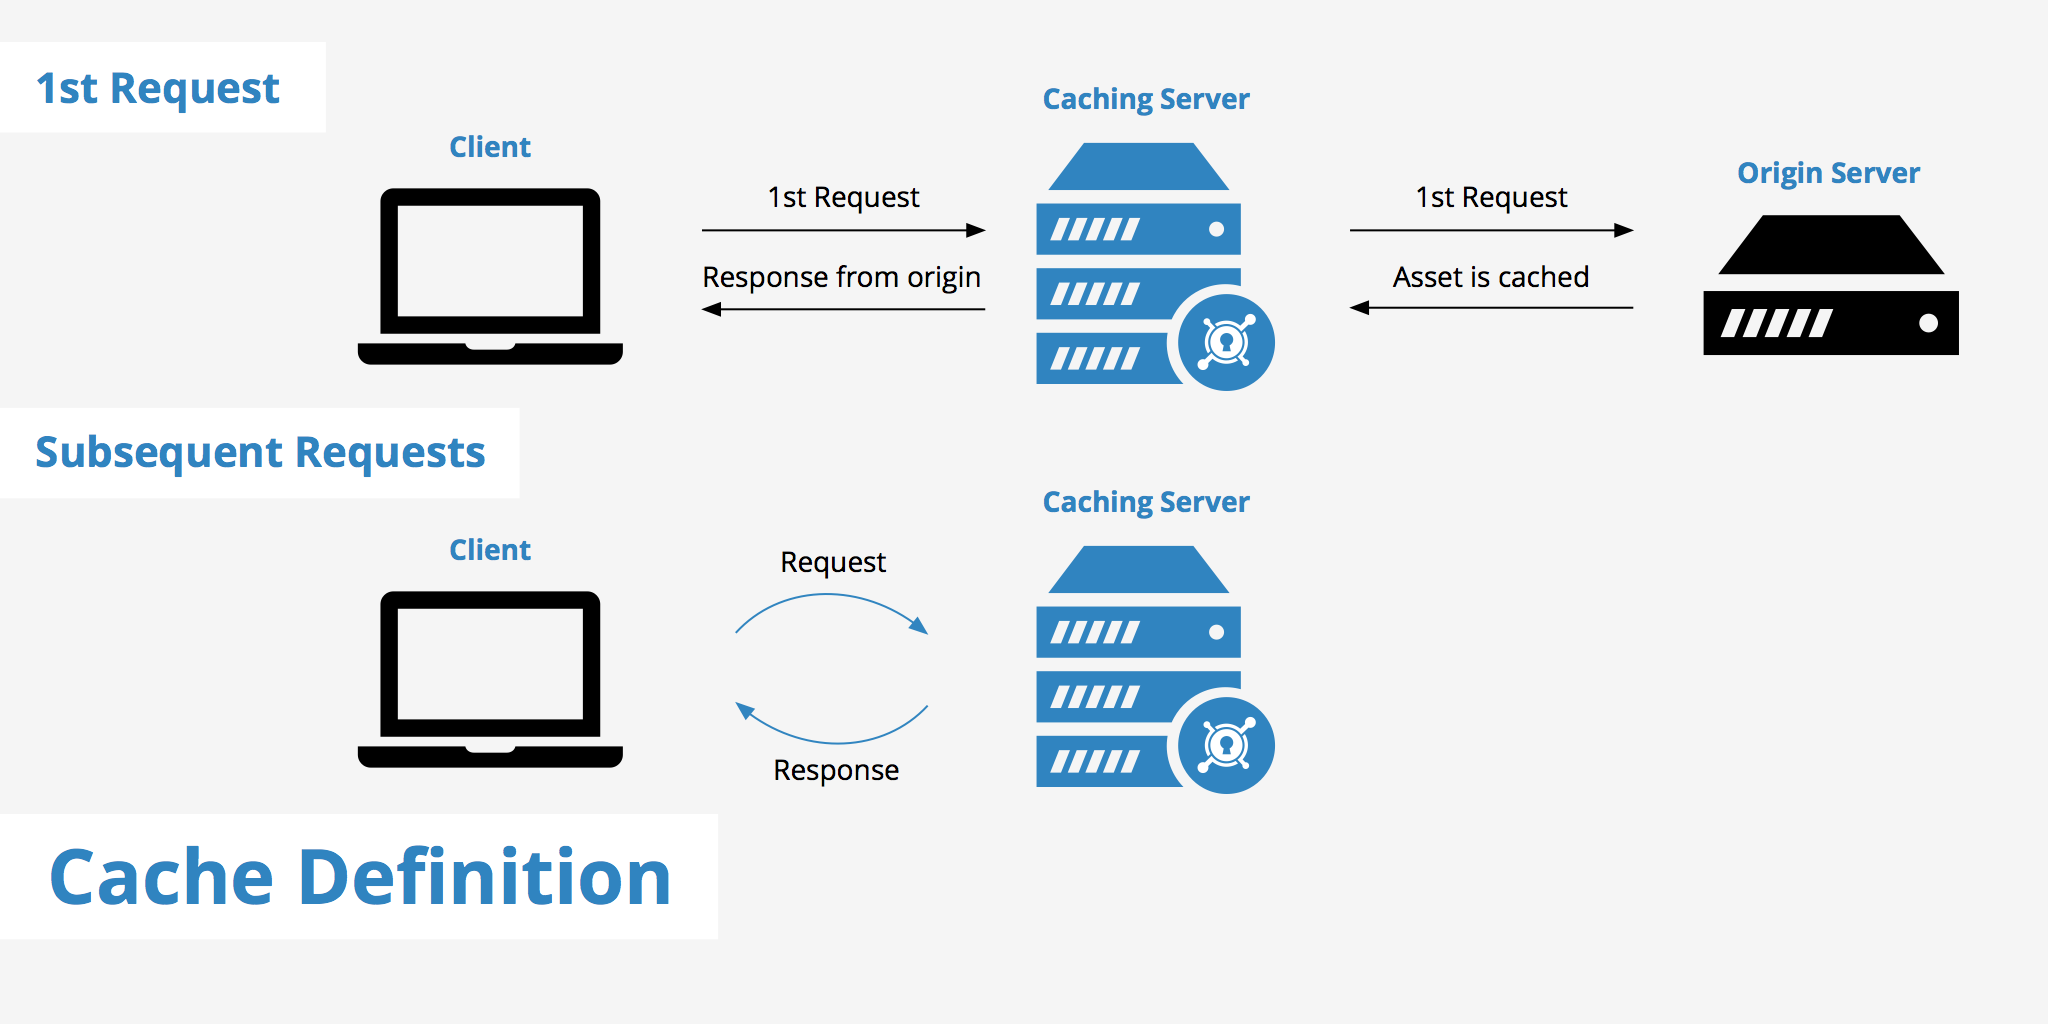 1st Request
Caching Server
Client
Origin Server
1st Request
1st Request
Response from origin
Asset is cached
Subsequent Requests
Caching Server
Client
Request
Response
Cache Definition